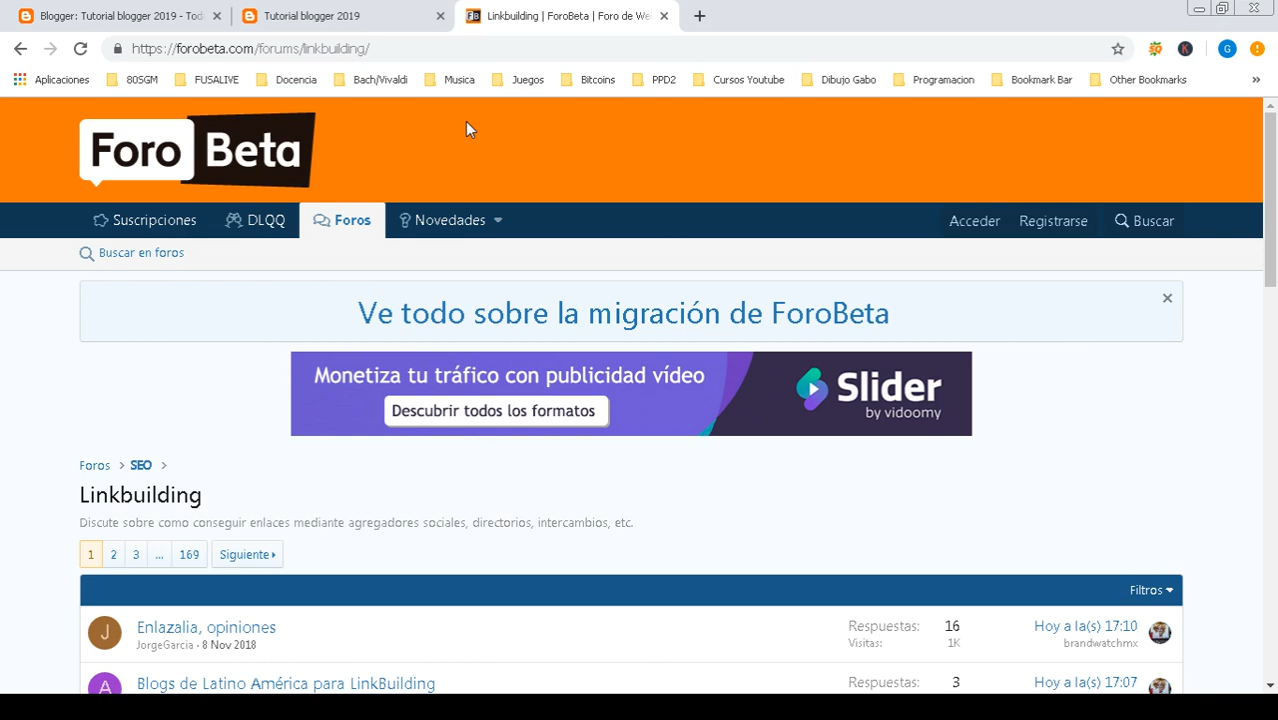 Blogger: Tutorial blogger 2019 - Tod
Tutorial blogger 2019
Linkbuilding | ForoBeta | Foro de We
https://forobeta.com/forums/linkbuilding/
Aplicaciones 80SGM FUSALIVE Docencia Bach/Vivaldi Musica Juegos Bitcoins PPD2 Cursos Youtube Dibujo Gabo Programacion Bookmark Bar Other Bookmarks »
Foro Beta
Suscripciones DLQQ Foros Novedades Acceder Registrarse Buscar
Buscar en foros
Ve todo sobre la migración de ForoBeta
Monetiza tu tráfico con publicidad vídeo
Descubrir todos los formatos
Slider
by vidoomy
Foros > SEO >
Linkbuilding
Discute sobre como conseguir enlaces mediante agregadores sociales, directorios, intercambios, etc.
1 2 3 ... 169 Siguiente
Filtros
J
Enlazalia, opiniones
JorgeGarcia · 8 Nov 2018
Respuestas: 16
Visitas: 1K
Hoy a la(s) 17:10
brandwatchmx
A
Blogs de Latino América para LinkBuilding
Respuestas: 3
Hoy a la(s) 17:07